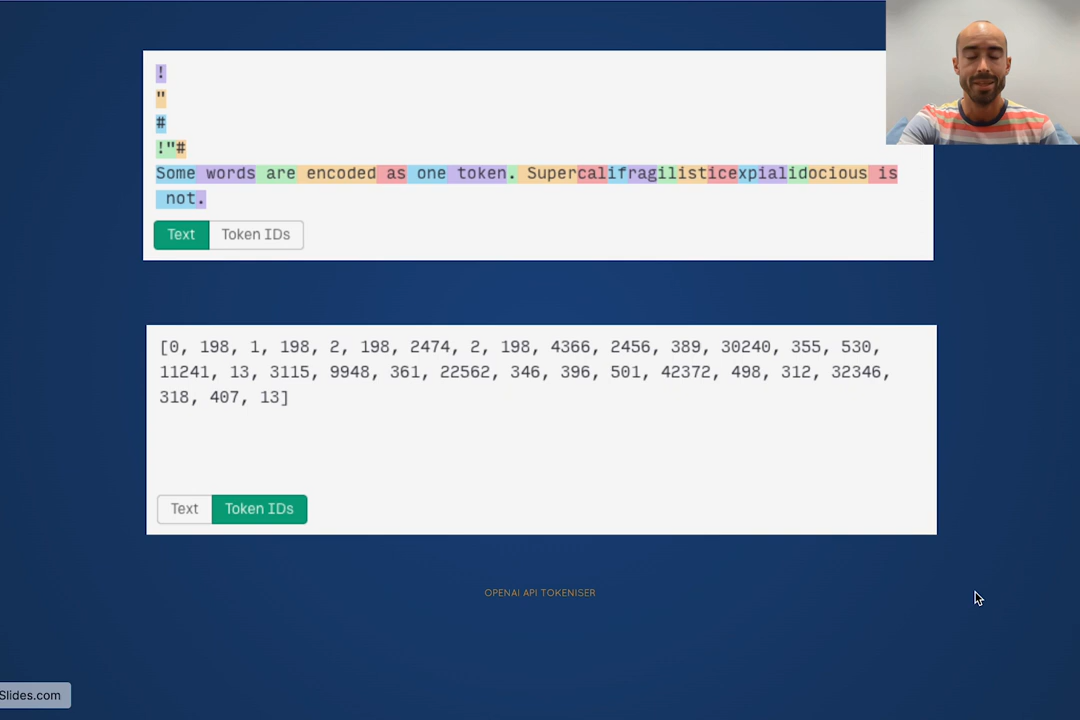 !
"
#
!"#
Some words are encoded as one token. Supercalifragilisticexpialidocious is
not.
Text Token IDs
[0, 198, 1, 198, 2, 198, 2474, 2, 198, 4366, 2456, 389, 30240, 355, 530,
11241, 13, 3115, 9948, 361, 22562, 346, 396, 501, 42372, 498, 312, 32346,
318, 407, 13]
Text Token IDs
OPENAI API TOKENISER
Slides.com